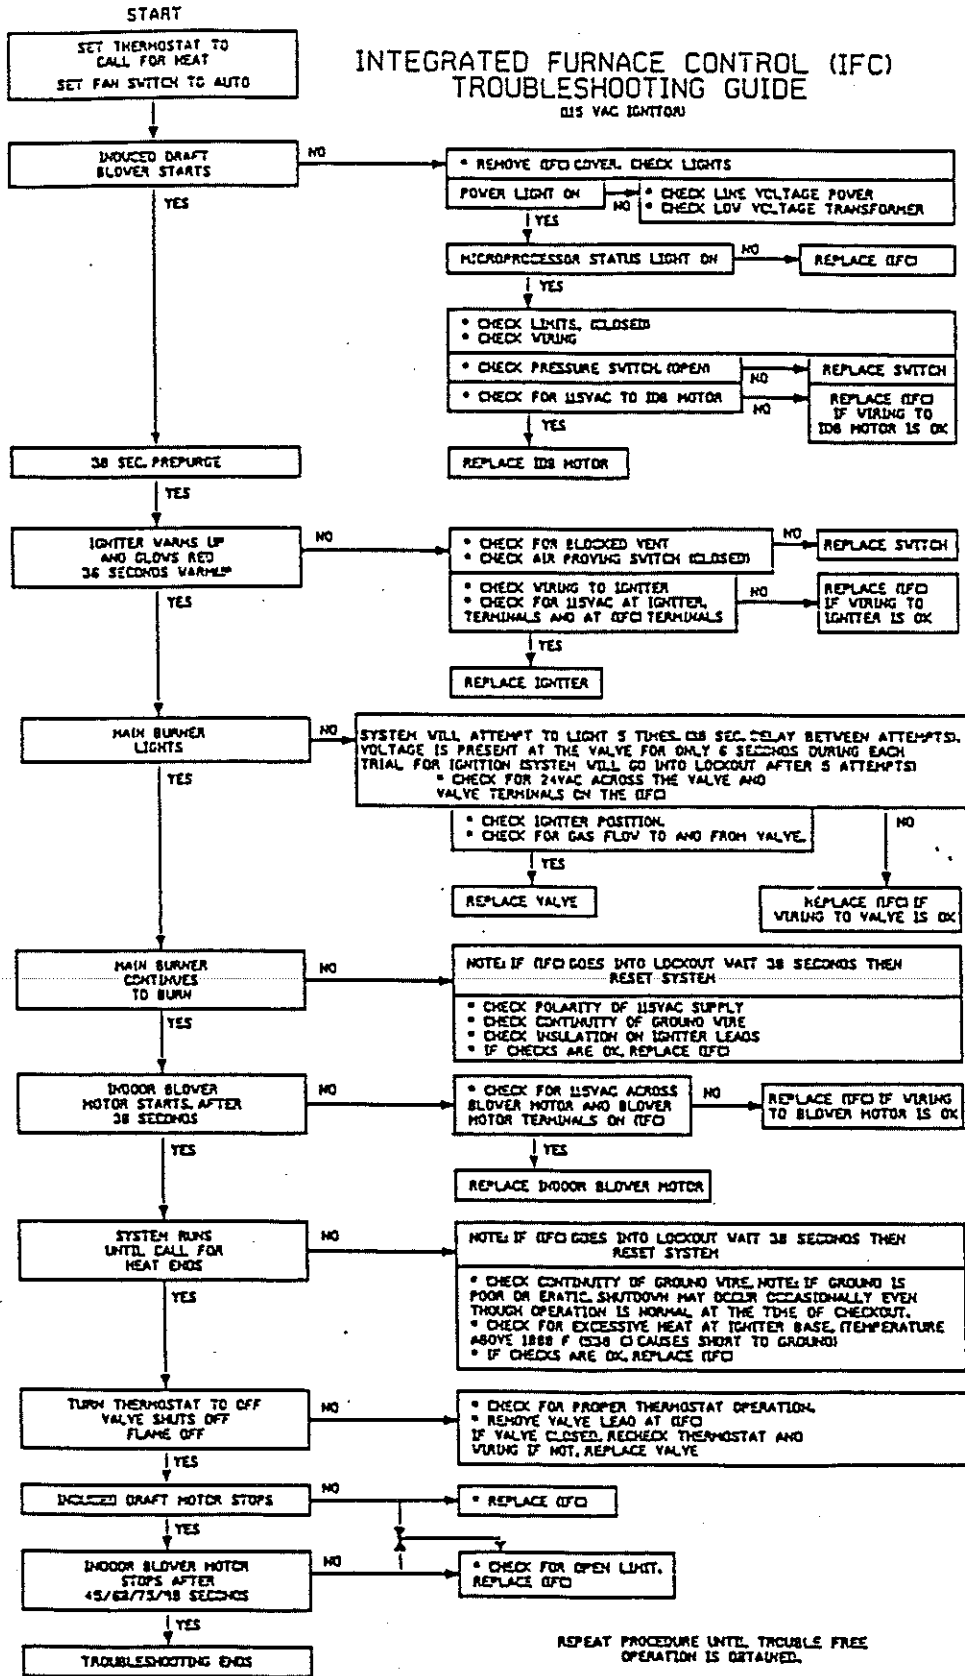 START
SET THERMOSTAT TO
CALL FOR HEAT
SET FAN SWITCH TO AUTO
INTEGRATED FURNACE CONTROL (IFC)
TROUBLESHOOTING GUIDE
(115 VAC IGNITOR)
INDUCED DRAFT
BLOWER STARTS
NO
YES
* REMOVE (IFC) COVER. CHECK LIGHTS
POWER LIGHT ON
NO
* CHECK LINE VOLTAGE POWER
* CHECK LOW VOLTAGE TRANSFORMER
YES
MICROPROCESSOR STATUS LIGHT ON
NO
REPLACE (IFC)
YES
* CHECK LIMITS, (CLOSED)
* CHECK WIRING
* CHECK PRESSURE SWITCH, (OPEN)
NO
REPLACE SWITCH
* CHECK FOR 115VAC TO IDB MOTOR
NO
REPLACE (IFC)
IF WIRING TO
IDB MOTOR IS OK
YES
REPLACE IDB MOTOR
30 SEC. PREPURGE
YES
IGNITER WARMS UP
AND GLOWS RED
36 SECONDS WARMUP
NO
YES
* CHECK FOR BLOCKED VENT
* CHECK AIR PROVING SWITCH (CLOSED)
NO
REPLACE SWITCH
* CHECK WIRING TO IGNITER
* CHECK FOR 115VAC AT IGNITER,
TERMINALS AND AT (IFC) TERMINALS
NO
REPLACE (IFC)
IF WIRING TO
IGNITER IS OK
YES
REPLACE IGNITER
MAIN BURNER
LIGHTS
NO
YES
SYSTEM WILL ATTEMPT TO LIGHT 5 TIMES. SEC. DELAY BETWEEN ATTEMPTS).
VOLTAGE IS PRESENT AT THE VALVE FOR ONLY 6 SECONDS DURING EACH
TRIAL FOR IGNITION (SYSTEM WILL GO INTO LOCKOUT AFTER 5 ATTEMPTS)
* CHECK FOR 24VAC ACROSS THE VALVE AND
VALVE TERMINALS ON THE (IFC)
* CHECK IGNITER POSITION.
* CHECK FOR GAS FLOW TO AND FROM VALVE.
NO
YES
REPLACE VALVE
REPLACE (IFC) IF
WIRING TO VALVE IS OK
MAIN BURNER
CONTINUES
TO BURN
NO
YES
NOTE: IF (IFC) GOES INTO LOCKOUT WAIT 30 SECONDS THEN
RESET SYSTEM
* CHECK POLARITY OF 115VAC SUPPLY
* CHECK CONTINUITY OF GROUND WIRE
* CHECK INSULATION ON IGNITER LEADS
* IF CHECKS ARE OK, REPLACE (IFC)
INDOOR BLOWER
MOTOR STARTS, AFTER
30 SECONDS
NO
YES
* CHECK FOR 115VAC ACROSS
BLOWER MOTOR AND BLOWER
MOTOR TERMINALS ON (IFC)
NO
REPLACE (IFC) IF WIRING
TO BLOWER MOTOR IS OK
YES
REPLACE INDOOR BLOWER MOTOR
SYSTEM RUNS
UNTIL CALL FOR
HEAT ENDS
NO
YES
NOTE: IF (IFC) GOES INTO LOCKOUT WAIT 30 SECONDS THEN
RESET SYSTEM
* CHECK CONTINUITY OF GROUND WIRE, NOTE: IF GROUND IS
POOR OR ERATIC, SHUTDOWN MAY OCCUR OCCASIONALLY EVEN
THOUGH OPERATION IS NORMAL AT THE TIME OF CHECKOUT.
* CHECK FOR EXCESSIVE HEAT AT IGNITER BASE, (TEMPERATURE
ABOVE 1000 F (538 C) CAUSES SHORT TO GROUND)
* IF CHECKS ARE OK, REPLACE (IFC)
TURN THERMOSTAT TO OFF
VALVE SHUTS OFF
FLAME OFF
NO
YES
* CHECK FOR PROPER THERMOSTAT OPERATION.
* REMOVE VALVE LEAD AT (IFC)
IF VALVE CLOSED, RECHECK THERMOSTAT AND
WIRING IF NOT, REPLACE VALVE
INDUCED DRAFT MOTOR STOPS
NO
YES
* REPLACE (IFC)
INDOOR BLOWER MOTOR
STOPS AFTER
SECONDS
NO
YES
* CHECK FOR OPEN LIMIT,
REPLACE (IFC)
TROUBLESHOOTING ENDS
REPEAT PROCEDURE UNTIL TROUBLE FREE
OPERATION IS OBTAINED.